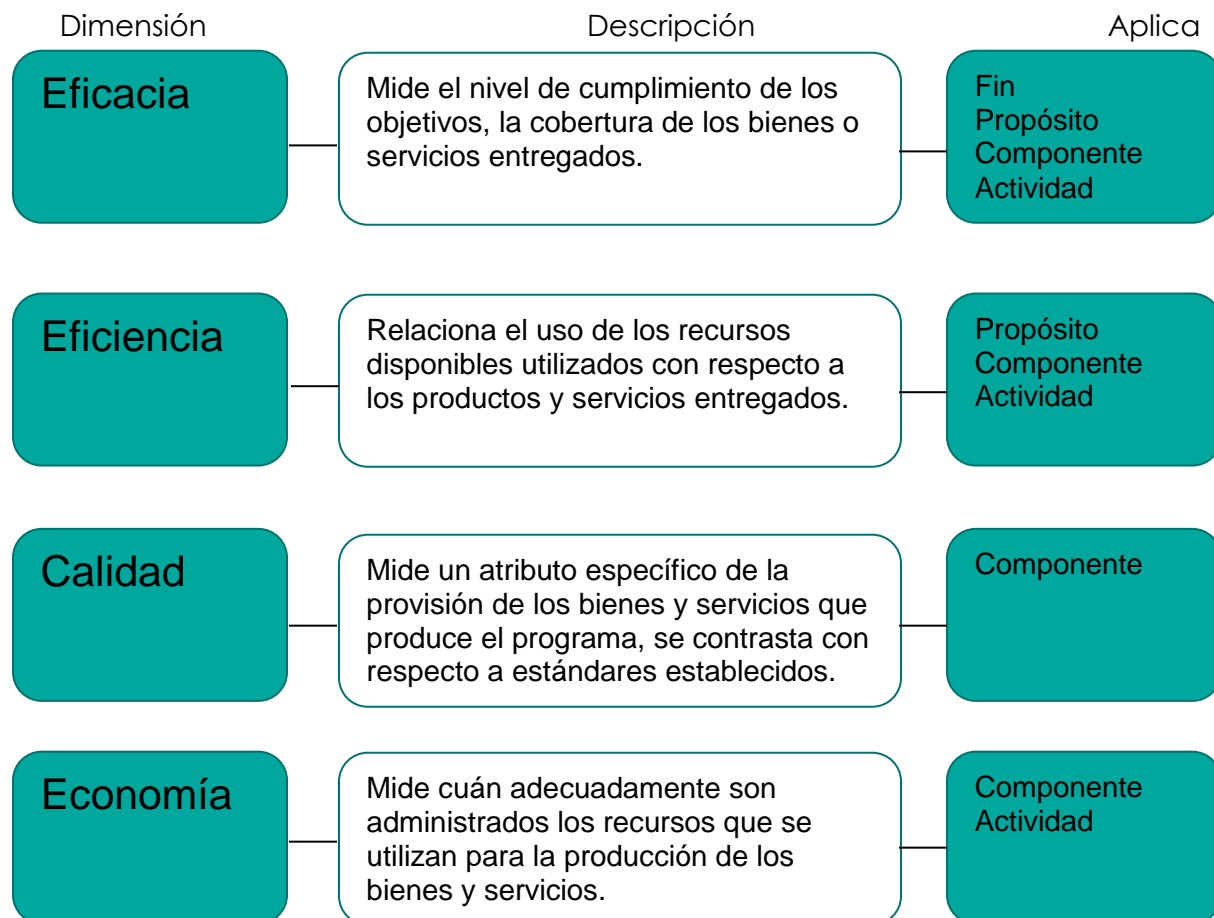 Dimensión Descripción Aplica
Eficacia
Mide el nivel de cumplimiento de los
objetivos, la cobertura de los bienes o
servicios entregados.
Fin
Propósito
Componente
Actividad
Eficiencia
Relaciona el uso de los recursos
disponibles utilizados con respecto a
los productos y servicios entregados.
Propósito
Componente
Actividad
Calidad
Mide un atributo específico de la
provisión de los bienes y servicios que
produce el programa, se contrasta con
respecto a estándares establecidos.
Componente
Economía
Mide cuán adecuadamente son
administrados los recursos que se
utilizan para la producción de los
bienes y servicios.
Componente
Actividad